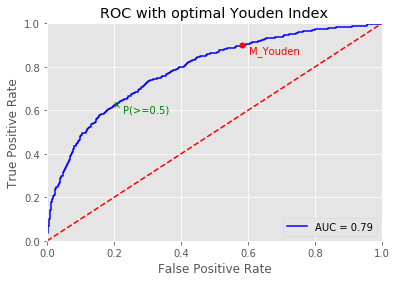 ROC with optimal Youden Index
True Positive Rate
1.0
0.8
0.6
0.4
0.2
0.0
M_Youden
P(>=0.5)
AUC = 0.79
0.0 0.2 0.4 0.6 0.8 1.0
False Positive Rate